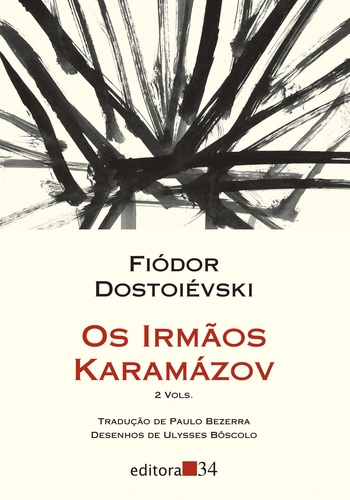 Fiódor
Dostoiévski
Os Irmãos
Karamázov
2 Vols.
Tradução de Paulo Bezerra
Desenhos de Ulysses Bôscolo
editora 34